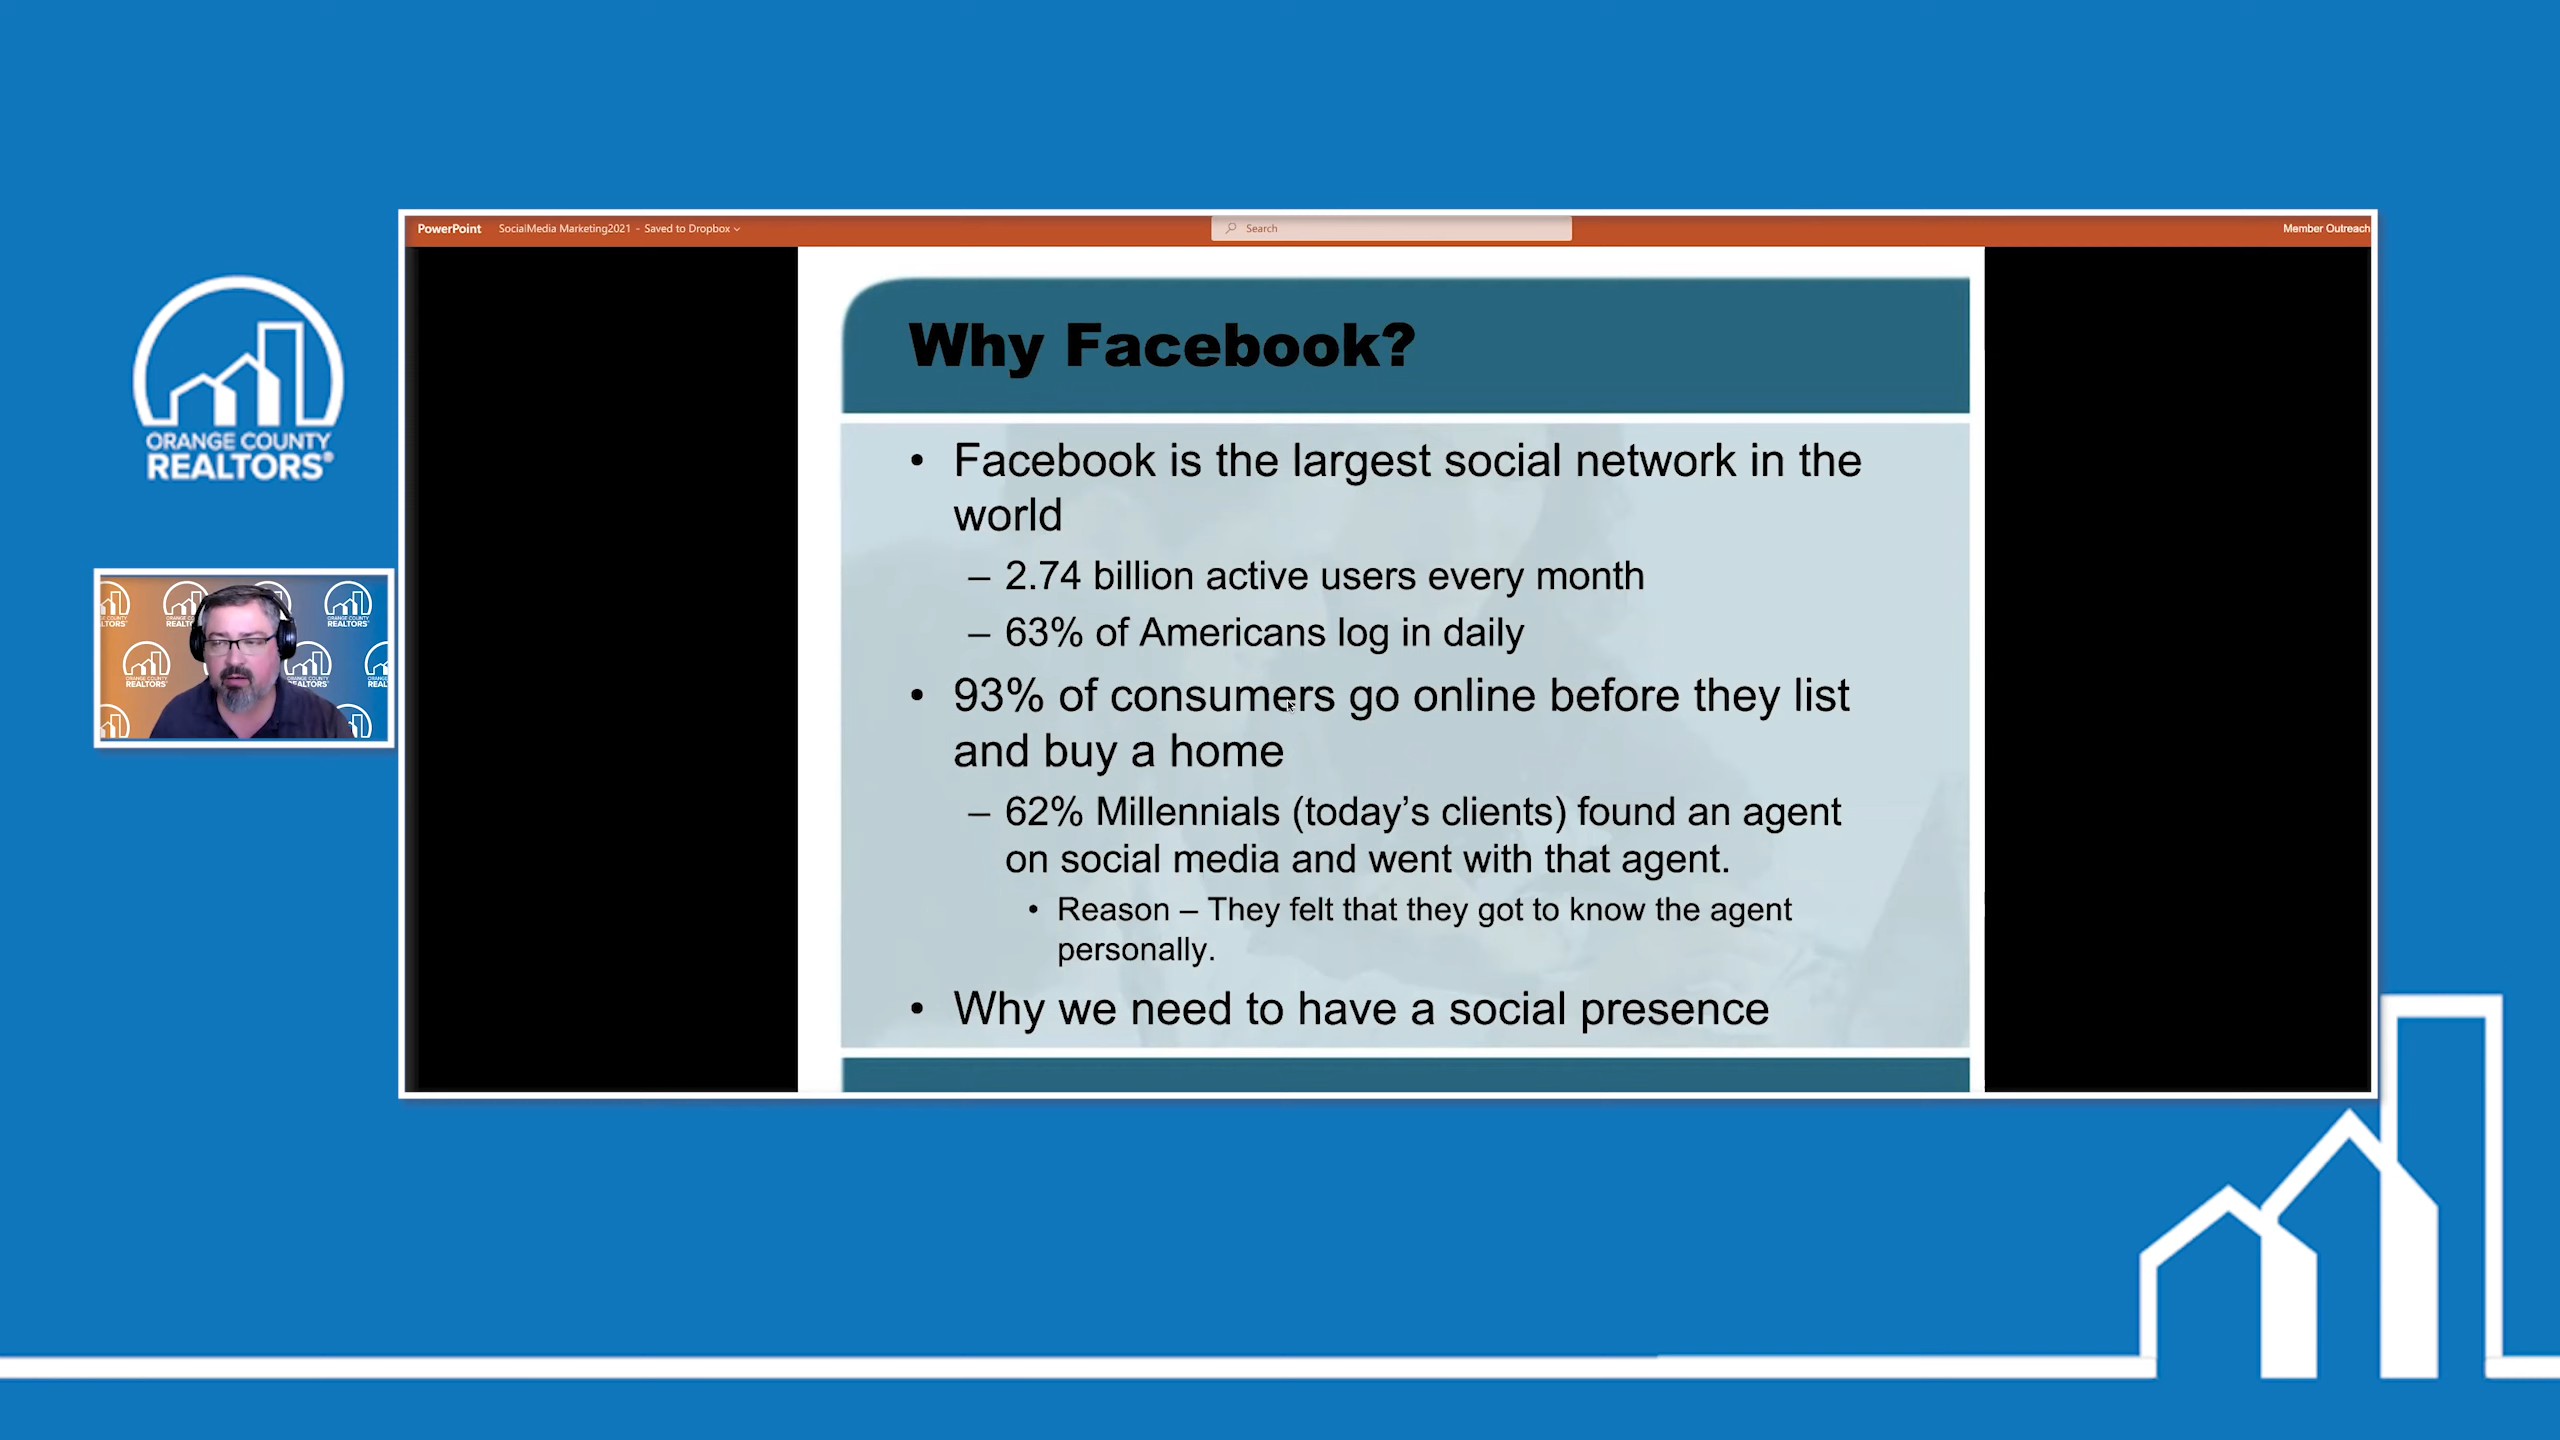 PowerPoint SocialMedia Marketing2021 - Saved to Dropbox Search Member Outreach
ORANGE COUNTY
REALTORS®
Why Facebook?
• Facebook is the largest social network in the
world
– 2.74 billion active users every month
– 63% of Americans log in daily
• 93% of consumers go online before they list
and buy a home
– 62% Millennials (today’s clients) found an agent
on social media and went with that agent.
• Reason – They felt that they got to know the agent
personally.
• Why we need to have a social presence